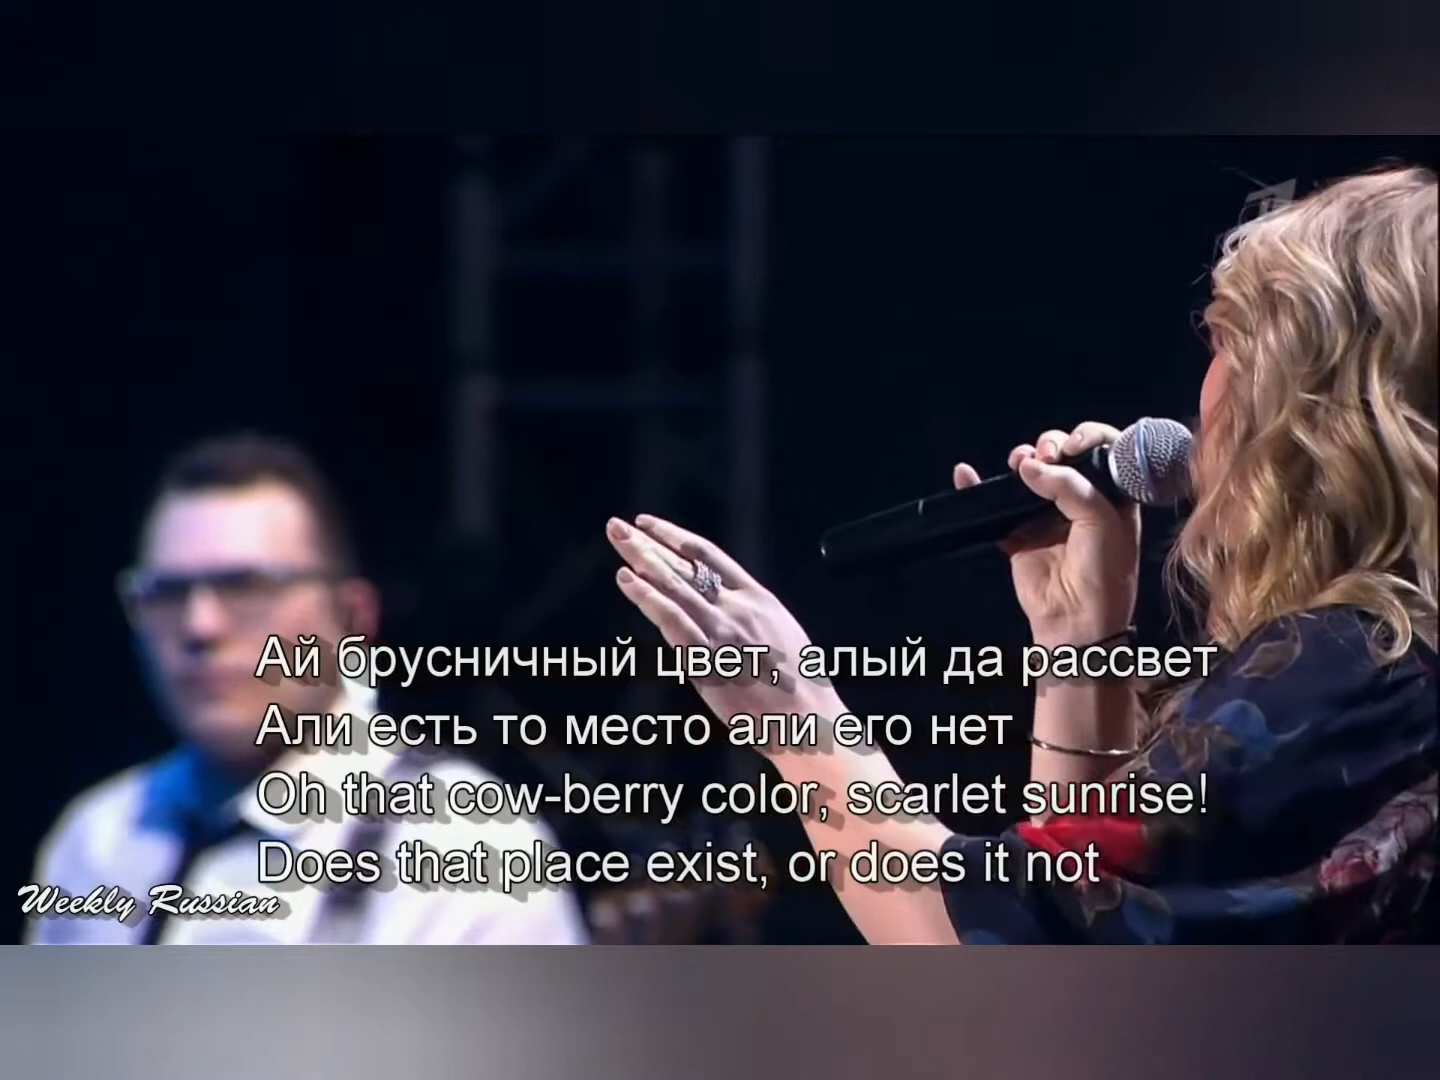 Ай брусничный цвет, алый да рассвет
Али есть то место али его нет
Oh that cow-berry color, scarlet sunrise!
Does that place exist, or does it not
Weekly Russian